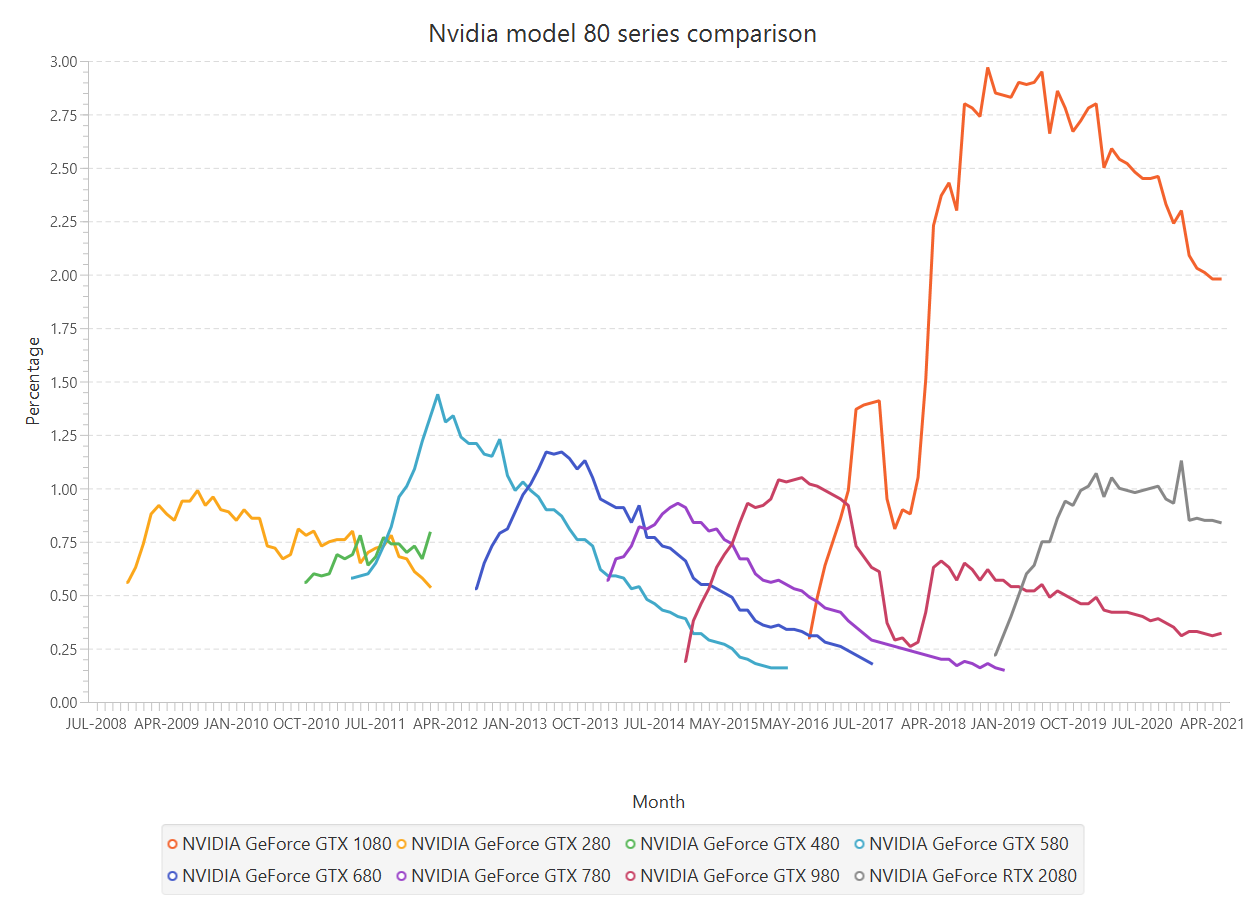 Nvidia model 80 series comparison
3.00
2.75
2.50
2.25
2.00
1.75
1.50
1.25
1.00
0.75
0.50
0.25
0.00
Percentage
JUL-2008 APR-2009 JAN-2010 OCT-2010 JUL-2011 APR-2012 JAN-2013 OCT-2013 JUL-2014 MAY-2015 MAY-2016 JUL-2017 APR-2018 JAN-2019 OCT-2019 JUL-2020 APR-2021
Month
NVIDIA GeForce GTX 1080 NVIDIA GeForce GTX 280 NVIDIA GeForce GTX 480 NVIDIA GeForce GTX 580
NVIDIA GeForce GTX 680 NVIDIA GeForce GTX 780 NVIDIA GeForce GTX 980 NVIDIA GeForce RTX 2080